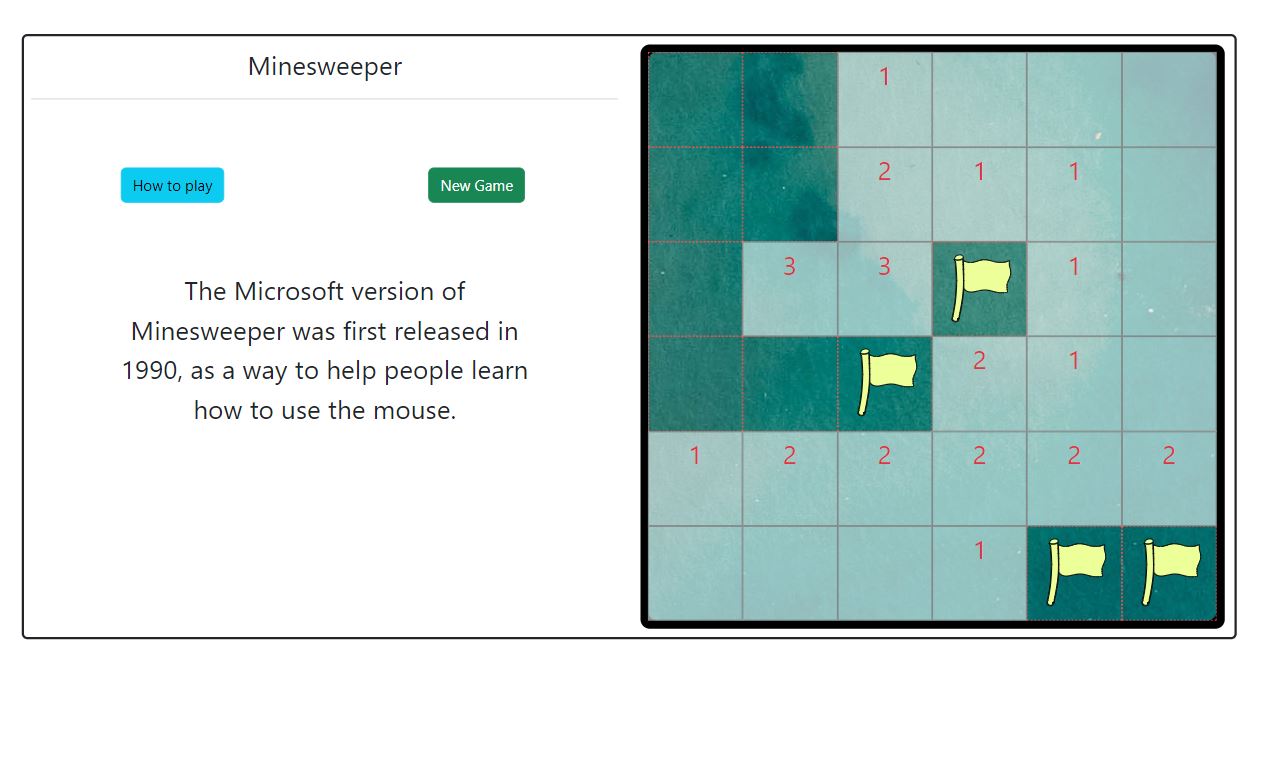 Minesweeper
How to play
New Game
The Microsoft version of
Minesweeper was first released in
1990, as a way to help people learn
how to use the mouse.
1
2 1 1
3 3 1
2 1
1 2 2 2 2 2
1